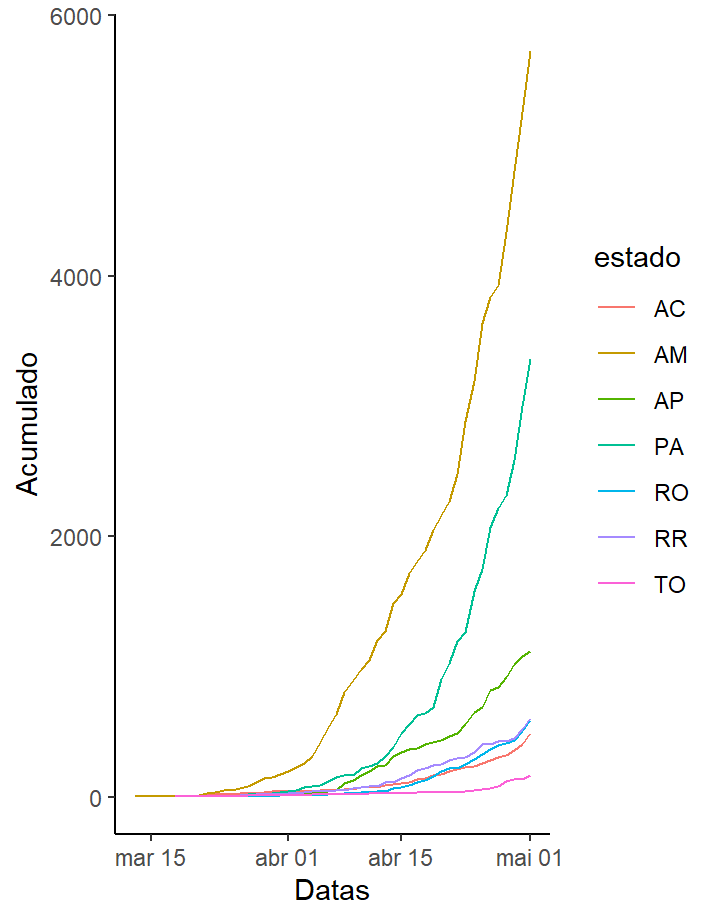 6000
4000
2000
0
Acumulado
mar 15
abr 01
abr 15
mai 01
Datas
estado
AC
AM
AP
PA
RO
RR
TO